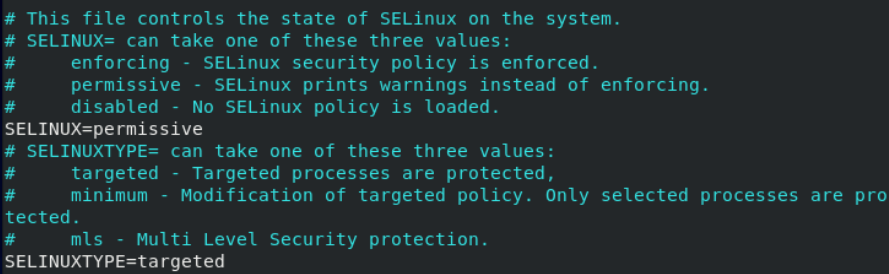 # This file controls the state of SELinux on the system.
# SELINUX= can take one of these three values:
#     enforcing - SELinux security policy is enforced.
#     permissive - SELinux prints warnings instead of enforcing.
#     disabled - No SELinux policy is loaded.
SELINUX=permissive
# SELINUXTYPE= can take one of these three values:
#     targeted - Targeted processes are protected,
#     minimum - Modification of targeted policy. Only selected processes are pro
tected.
#     mls - Multi Level Security protection.
SELINUXTYPE=targeted